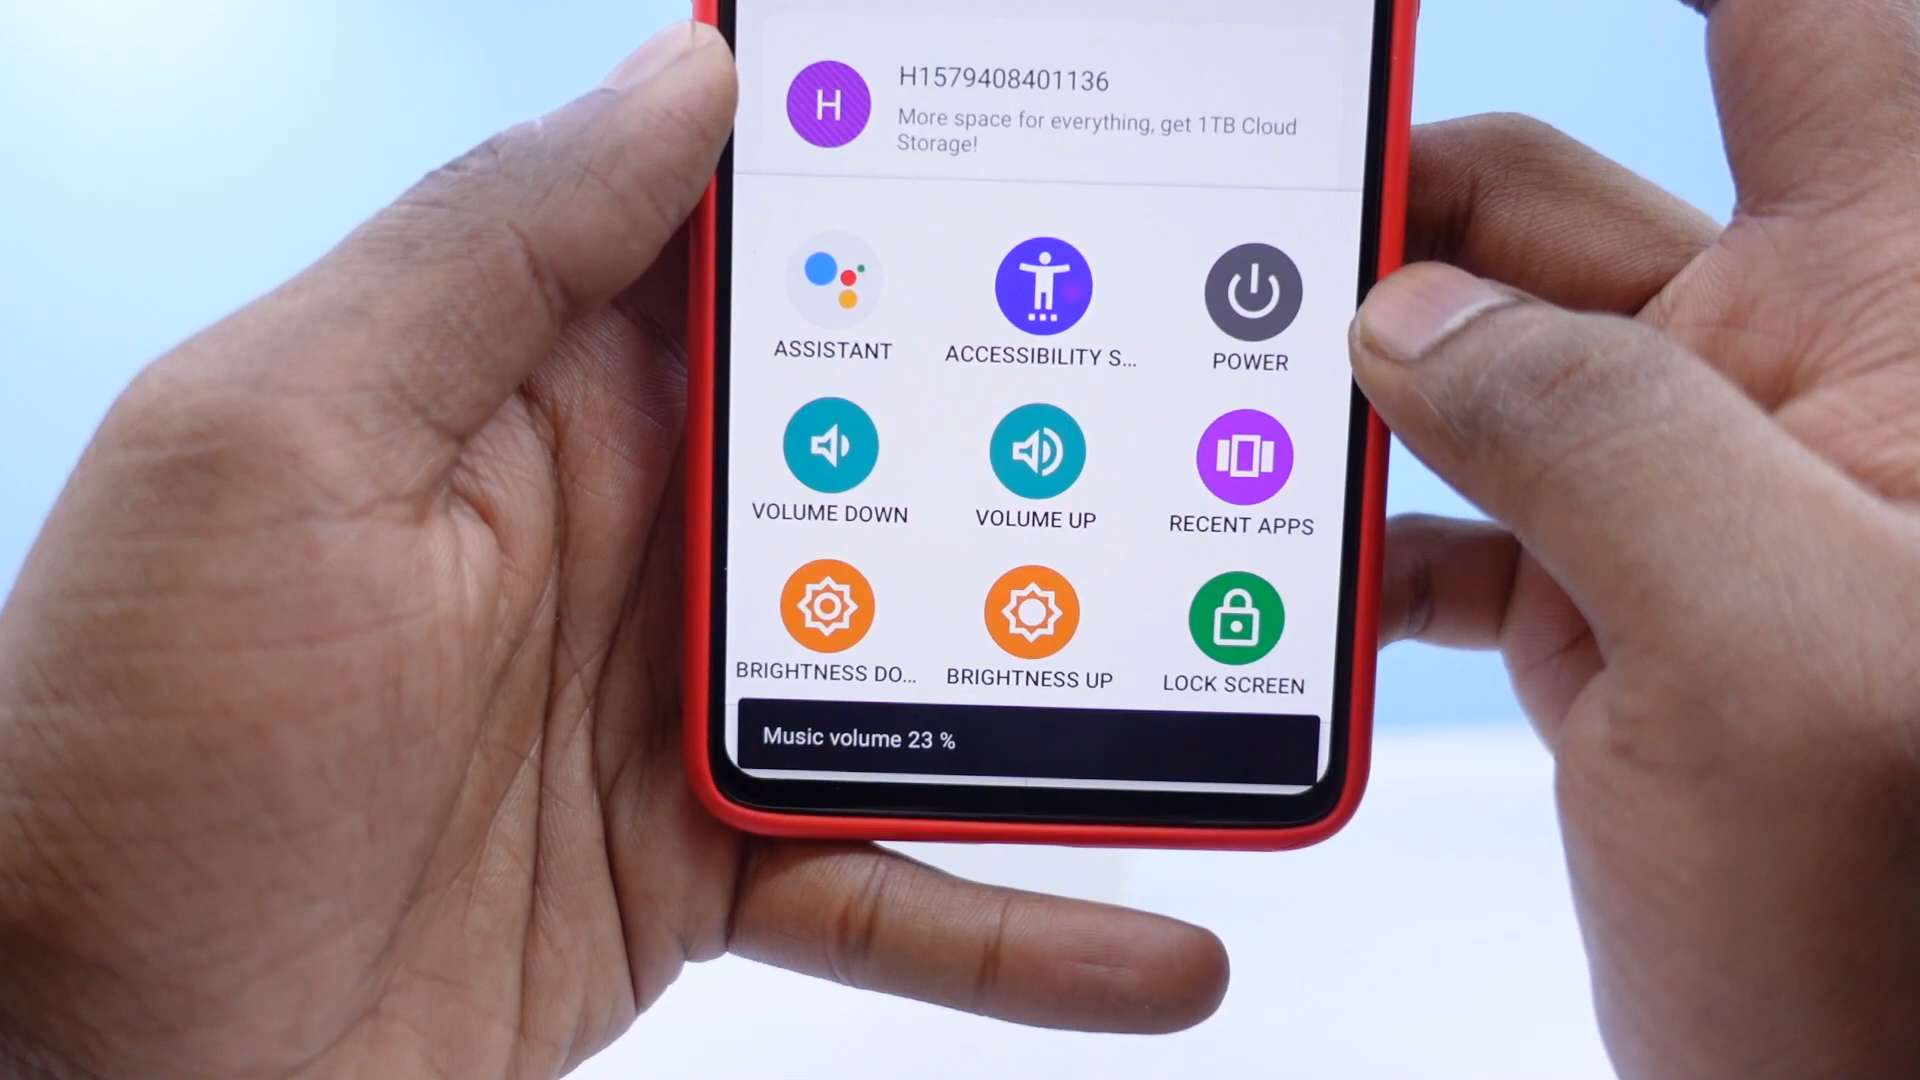 H
H1579408401136
More space for everything, get 1TB Cloud
Storage!
ASSISTANT
ACCESSIBILITY S...
POWER
VOLUME DOWN
VOLUME UP
RECENT APPS
BRIGHTNESS DO...
BRIGHTNESS UP
LOCK SCREEN
Music volume 23 %